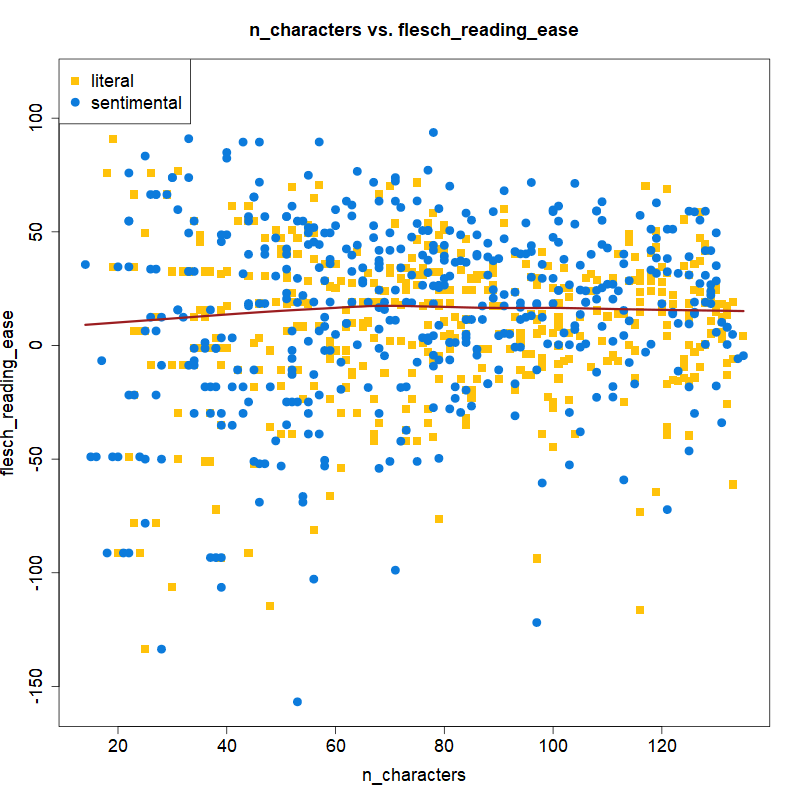 n_characters vs. flesch_reading_ease
literal
sentimental
100
50
0
-50
-100
-150
flesch_reading_ease
20 40 60 80 100 120
n_characters